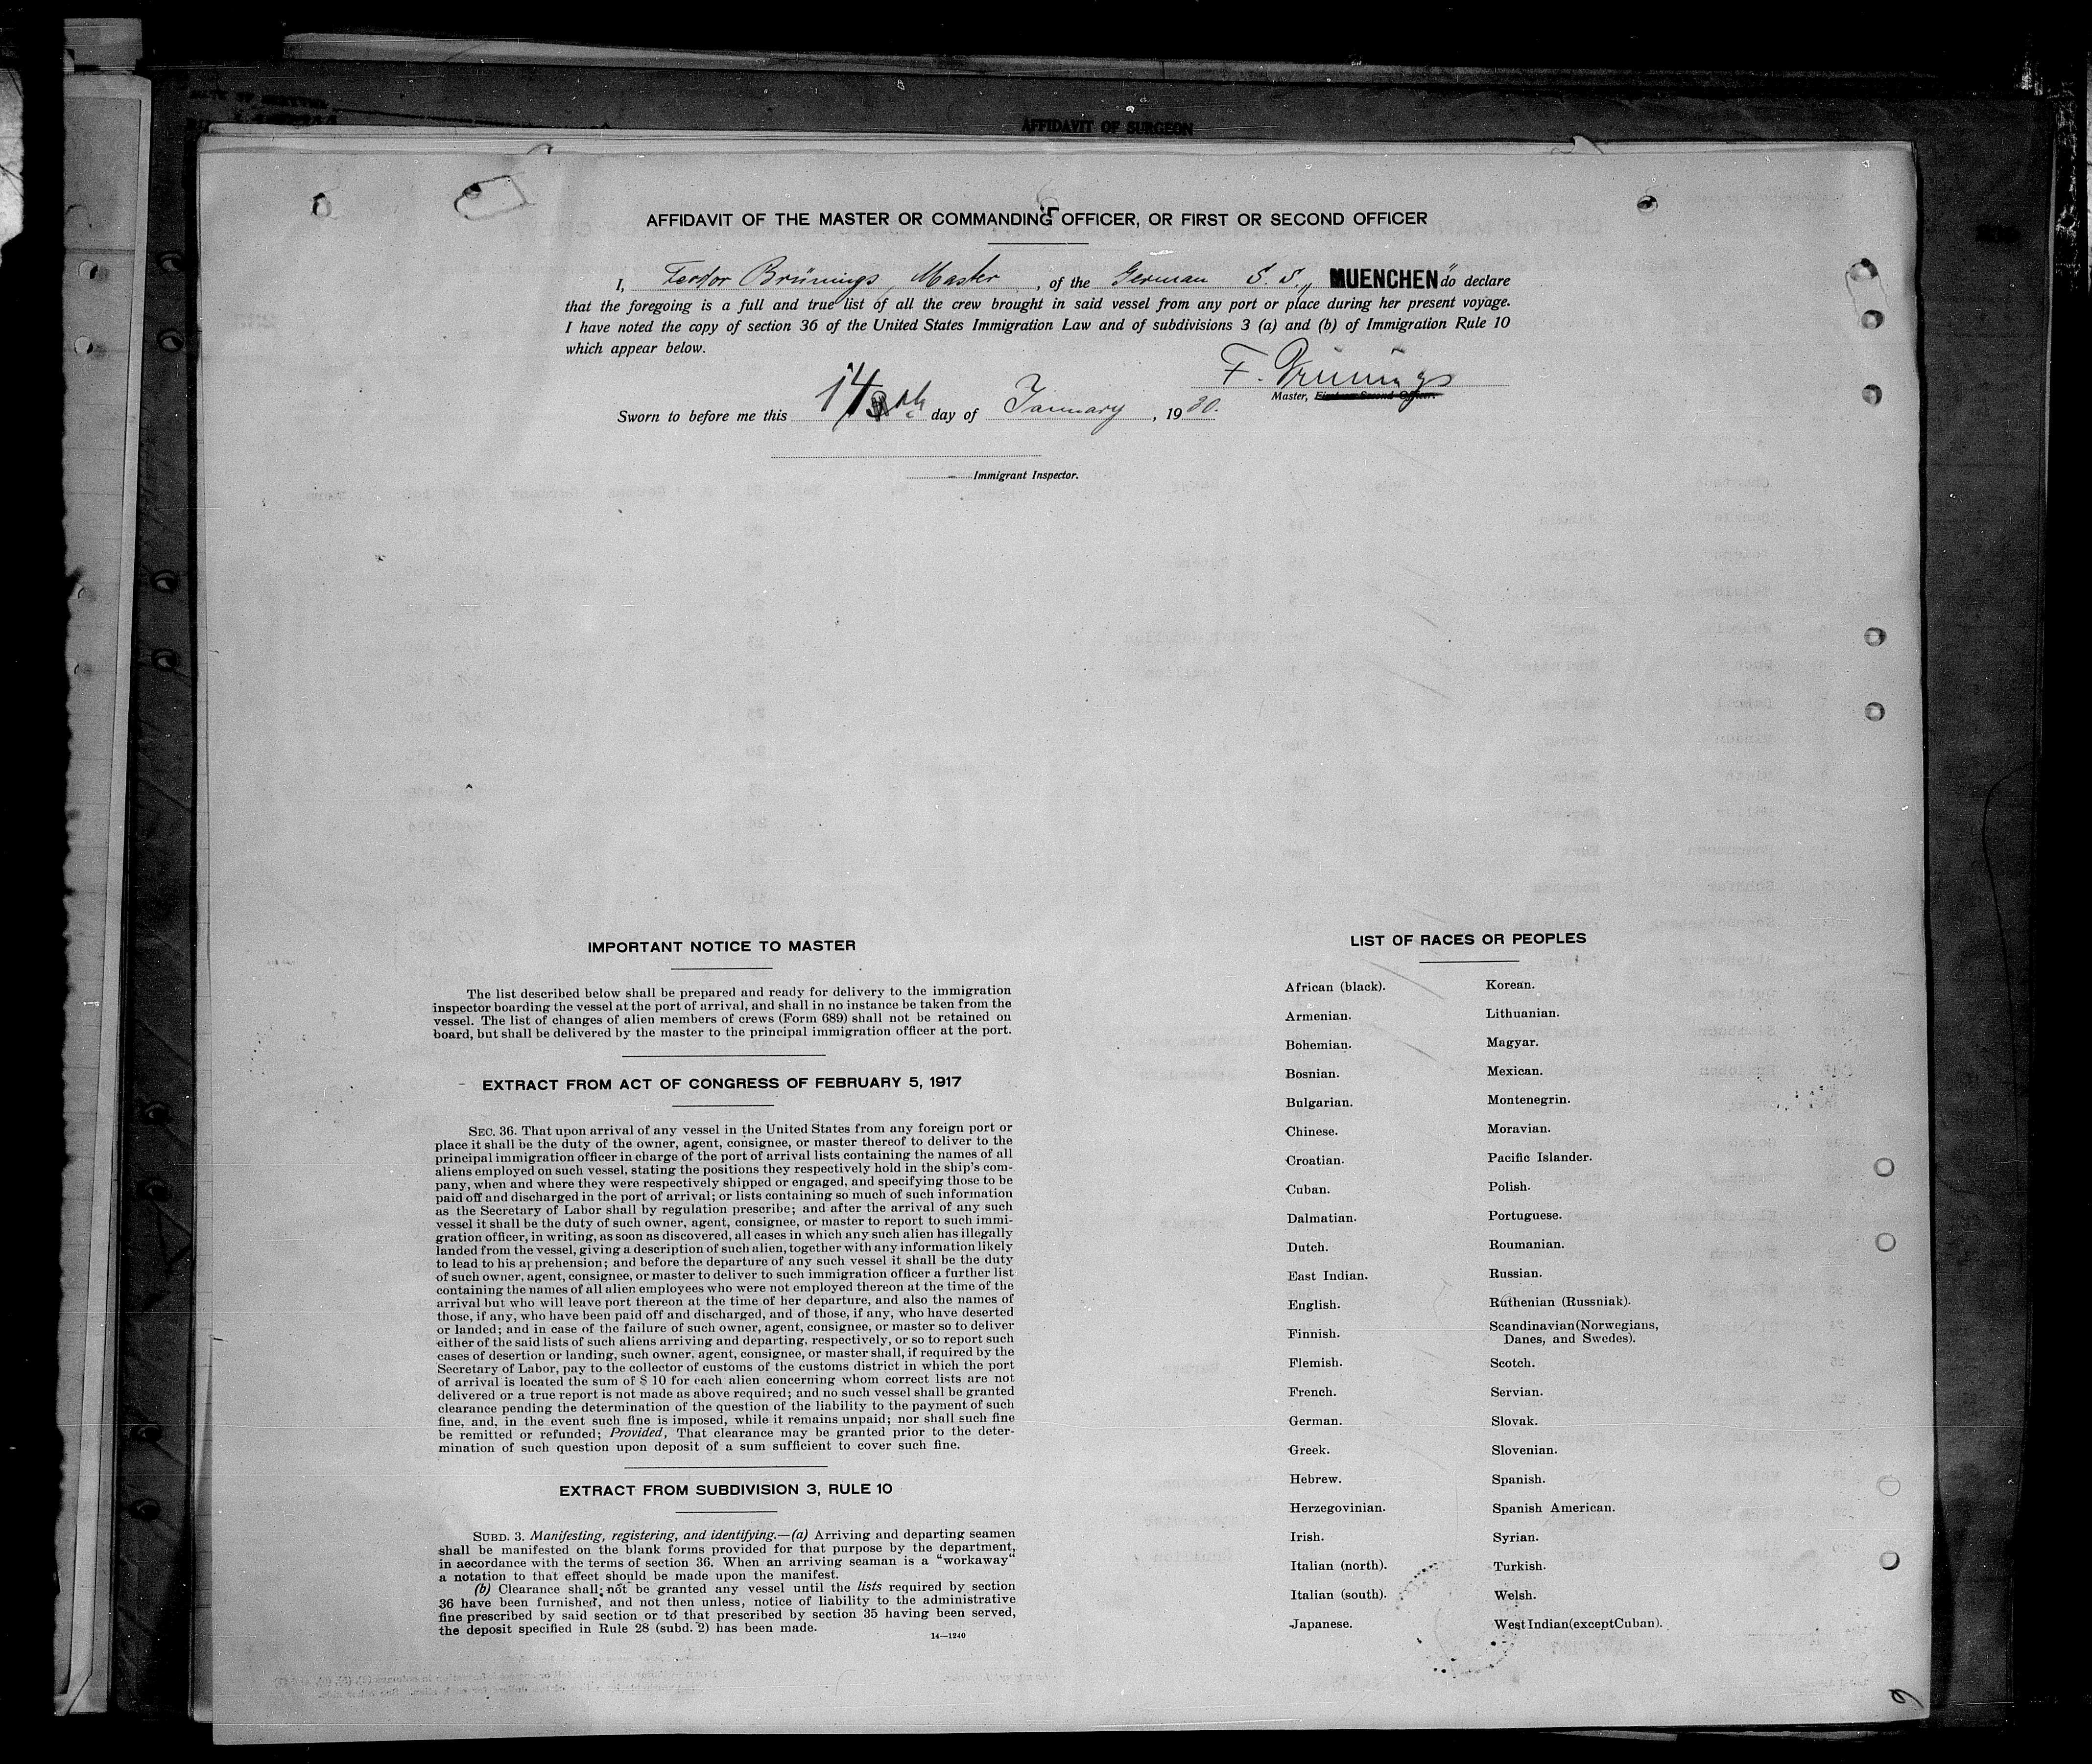 AFFIDAVIT OF SURGEON
AFFIDAVIT OF THE MASTER OR COMMANDING OFFICER, OR FIRST OR SECOND OFFICER
I, Feodor Brünings, Master, of the German S. S. „MUENCHEN" do declare
that the foregoing is a full and true list of all the crew brought in said vessel from any port or place during her present voyage.
I have noted the copy of section 36 of the United States Immigration Law and of subdivisions 3 (a) and (b) of Immigration Rule 10
which appear below.
F. Brünings
Master, First or Second Officer.
Sworn to before me this 14th day of January, 1930.
Immigrant Inspector.
IMPORTANT NOTICE TO MASTER
The list described below shall be prepared and ready for delivery to the immigration
inspector boarding the vessel at the port of arrival, and shall in no instance be taken from the
vessel. The list of changes of alien members of crews (Form 689) shall not be retained on
board, but shall be delivered by the master to the principal immigration officer at the port.
EXTRACT FROM ACT OF CONGRESS OF FEBRUARY 5, 1917
SEC. 36. That upon arrival of any vessel in the United States from any foreign port or
place it shall be the duty of the owner, agent, consignee, or master thereof to deliver to the
principal immigration officer in charge of the port of arrival lists containing the names of all
aliens employed on such vessel, stating the positions they respectively hold in the ship's com-
pany, when and where they were respectively shipped or engaged, and specifying those to be
paid off and discharged in the port of arrival; or lists containing so much of such information
as the Secretary of Labor shall by regulation prescribe; and after the arrival of any such
vessel it shall be the duty of such owner, agent, consignee, or master to report to such immi-
gration officer, in writing, as soon as discovered, all cases in which any such alien has illegally
landed from the vessel, giving a description of such alien, together with any information likely
to lead to his apprehension; and before the departure of any such vessel it shall be the duty
of such owner, agent, consignee, or master to deliver to such immigration officer a further list
containing the names of all alien employees who were not employed thereon at the time of the
arrival but who will leave port thereon at the time of her departure, and also the names of
those, if any, who have been paid off and discharged, and of those, if any, who have deserted
or landed; and in case of the failure of such owner, agent, consignee, or master so to deliver
either of the said lists of such aliens arriving and departing, respectively, or so to report such
cases of desertion or landing, such owner, agent, consignee, or master shall, if required by the
Secretary of Labor, pay to the collector of customs of the customs district in which the port
of arrival is located the sum of $ 10 for each alien concerning whom correct lists are not
delivered or a true report is not made as above required; and no such vessel shall be granted
clearance pending the determination of the question of the liability to the payment of such
fine, and, in the event such fine is imposed, while it remains unpaid; nor shall such fine
be remitted or refunded; Provided, That clearance may be granted prior to the deter-
mination of such question upon deposit of a sum sufficient to cover such fine.
EXTRACT FROM SUBDIVISION 3, RULE 10
SUBD. 3. Manifesting, registering, and identifying.—(a) Arriving and departing seamen
shall be manifested on the blank forms provided for that purpose by the department,
in aecordance with the terms of section 36. When an arriving seaman is a "workaway"
a notation to that effect should be made upon the manifest.
(b) Clearance shall not be granted any vessel until the lists required by section
36 have been furnished, and not then unless, notice of liability to the administrative
fine prescribed by said section or to that prescribed by section 35 having been served,
the deposit specified in Rule 28 (subd. 2) has been made.
14—1240
LIST OF RACES OR PEOPLES
African (black).
Armenian.
Bohemian.
Bosnian.
Bulgarian.
Chinese.
Croatian.
Cuban.
Dalmatian.
Dutch.
East Indian.
English.
Finnish.
Flemish.
French.
German.
Greek.
Hebrew.
Herzegovinian.
Irish.
Italian (north).
Italian (south).
Japanese.
Korean.
Lithuanian.
Magyar.
Mexican.
Montenegrin.
Moravian.
Pacific Islander.
Polish.
Portuguese.
Roumanian.
Russian.
Ruthenian (Russniak).
Scandinavian(Norwegians,
Danes, and Swedes).
Scotch.
Servian.
Slovak.
Slovenian.
Spanish.
Spanish American.
Syrian.
Turkish.
Welsh.
West Indian(exceptCuban).